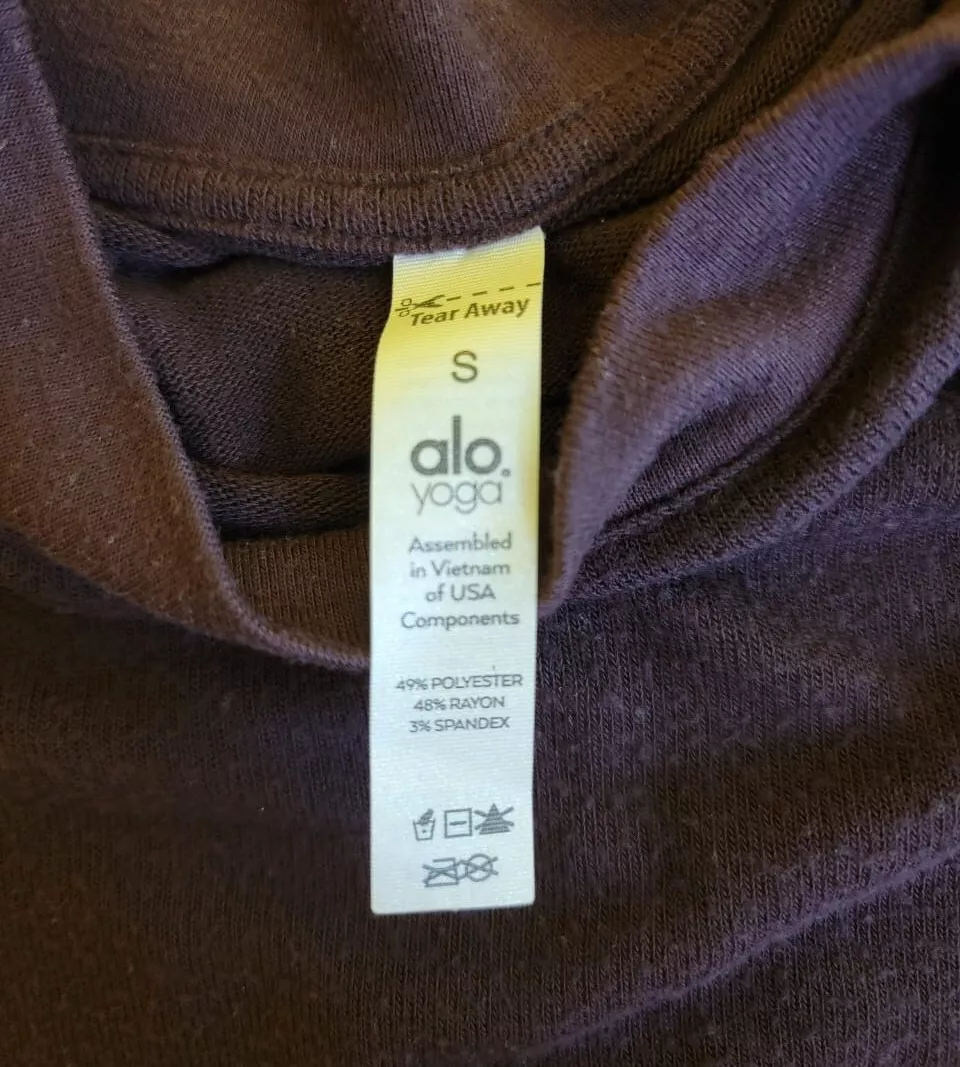 Tear Away
S
alo.
yoga
Assembled
in Vietnam
of USA
Components
49% POLYESTER
48% RAYON
3% SPANDEX